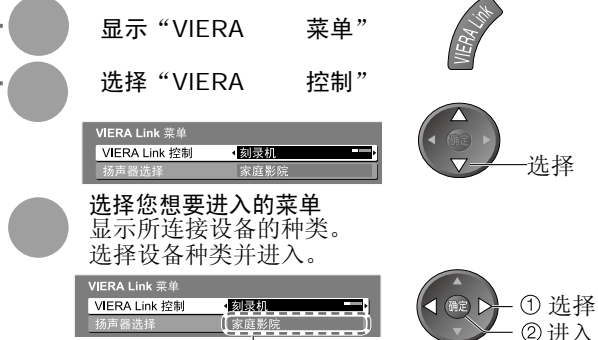 显示“VIERA 菜单”
VIERA Link
选择“VIERA 控制”
VIERA Link 菜单
VIERA Link 控制 刻录机
扬声器选择 家庭影院
确定
选择
选择您想要进入的菜单
显示所连接设备的种类。
选择设备种类并进入。
VIERA Link 菜单
VIERA Link 控制 刻录机
扬声器选择 家庭影院
确定
① 选择
② 进入